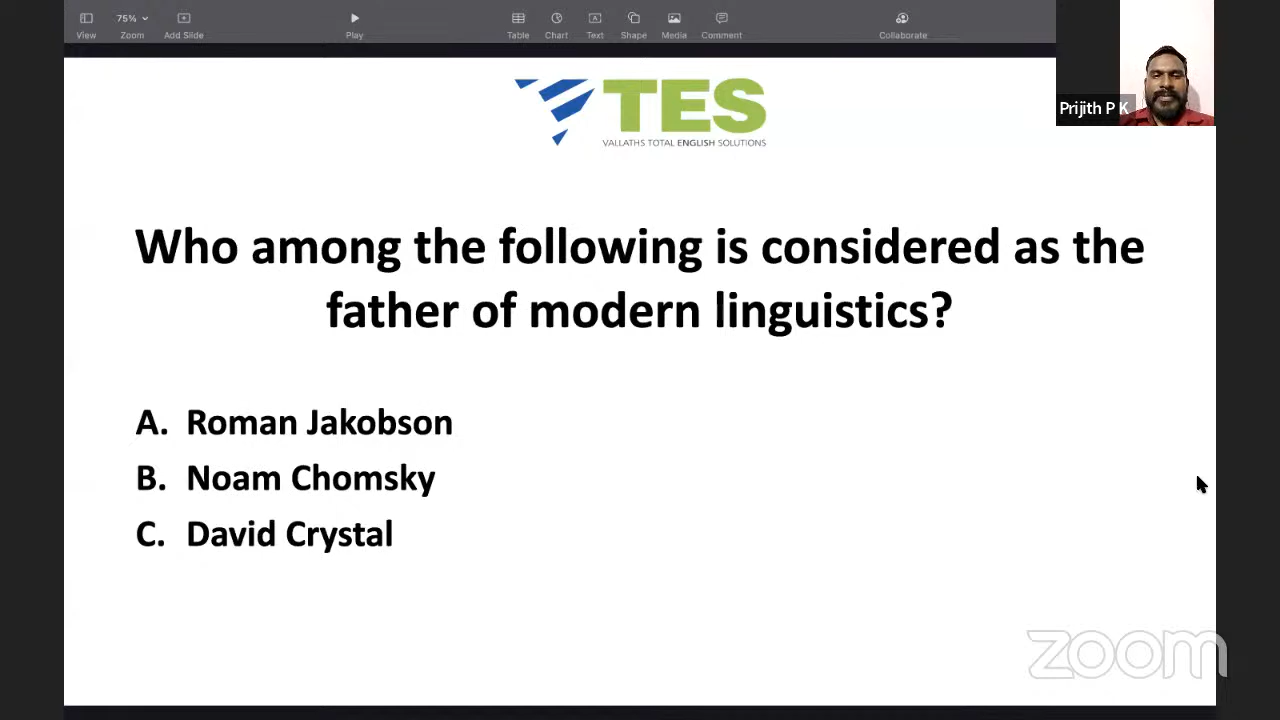 75%
View
Zoom
Add Slide
Play
Table
Chart
Text
Shape
Media
Comment
Collaborate
Prijith P K
TES
VALLATHS TOTAL ENGLISH SOLUTIONS
Who among the following is considered as the
father of modern linguistics?
A. Roman Jakobson
B. Noam Chomsky
C. David Crystal
zoom